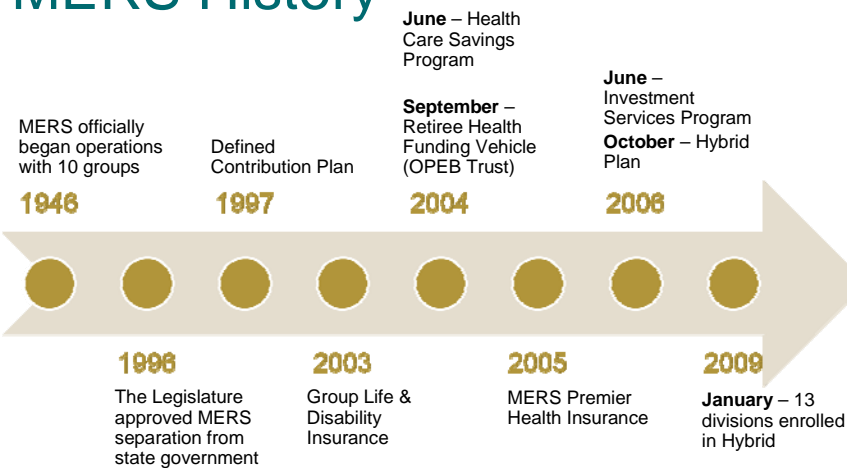 MERS History
MERS officially
began operations
with 10 groups
1946
1996
The Legislature
approved MERS
separation from
state government
Defined
Contribution Plan
1997
2003
Group Life &
Disability
Insurance
June – Health
Care Savings
Program
September –
Retiree Health
Funding Vehicle
(OPEB Trust)
2004
2005
MERS Premier
Health Insurance
June –
Investment
Services Program
October – Hybrid
Plan
2006
2009
January – 13
divisions enrolled
in Hybrid